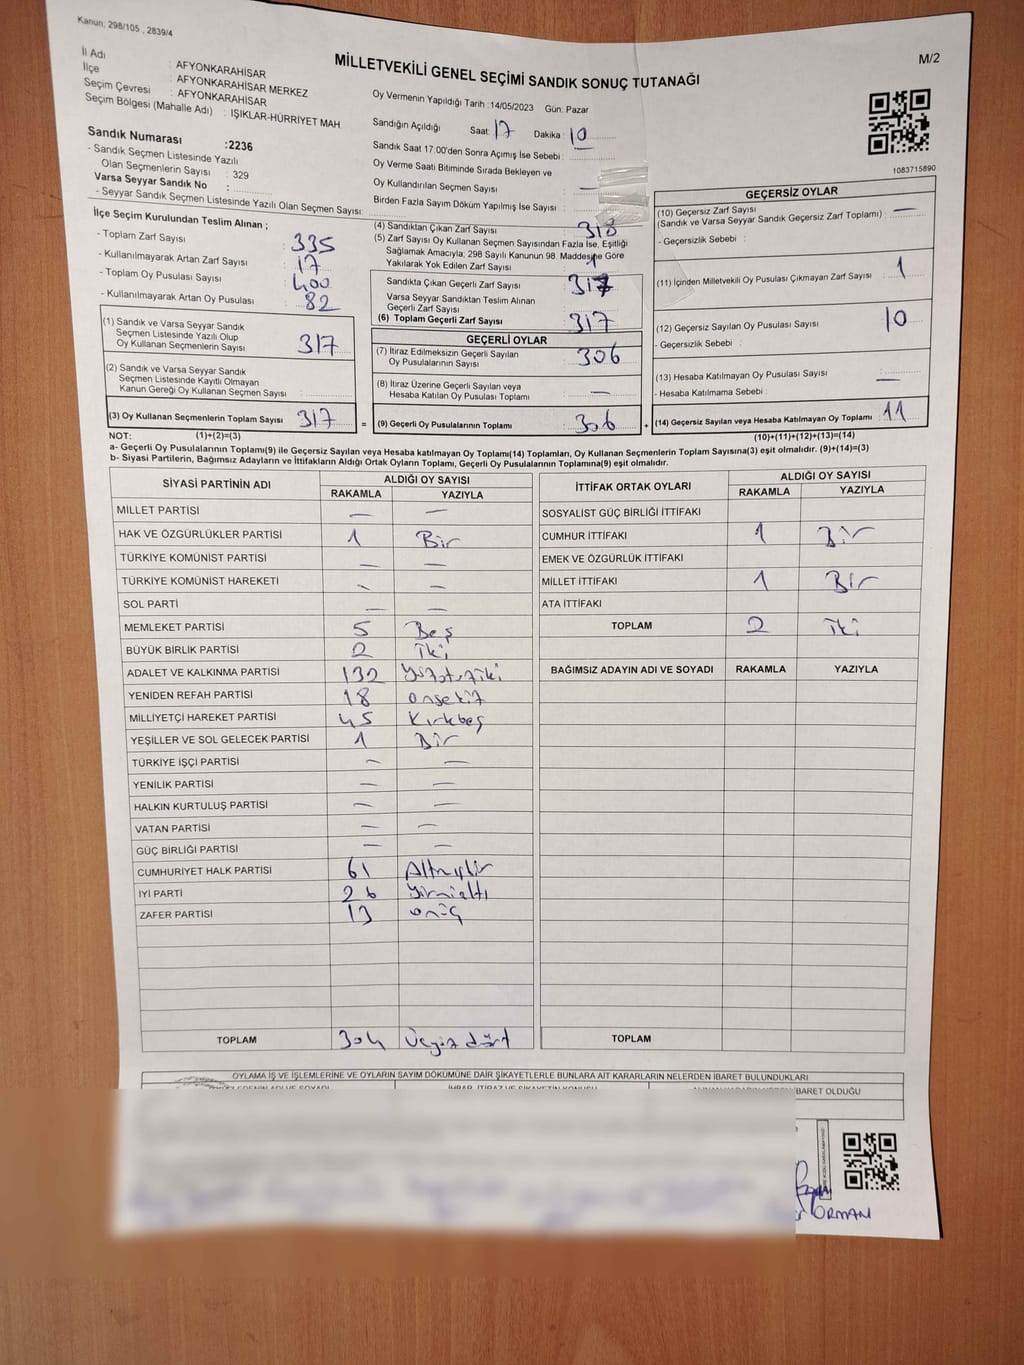 Kanun; 298/105 , 2839/4
M/2
MİLLETVEKİLİ GENEL SEÇİMİ SANDIK SONUÇ TUTANAĞI
İl Adı : AFYONKARAHİSAR
İlçe : AFYONKARAHİSAR MERKEZ
Seçim Çevresi : AFYONKARAHİSAR
Seçim Bölgesi (Mahalle Adı) : IŞIKLAR-HÜRRİYET MAH
Sandık Numarası :2236
- Sandık Seçmen Listesinde Yazılı
Olan Seçmenlerin Sayısı : 329
Varsa Seyyar Sandık No :
- Seyyar Sandık Seçmen Listesinde Yazılı Olan Seçmen Sayısı:
Oy Vermenin Yapıldığı Tarih :14/05/2023 Gün: Pazar
Sandığın Açıldığı Saat: 17 Dakika : 10
Sandık Saat 17:00'den Sonra Açılmış İse Sebebi : —
Oy Verme Saati Bitiminde Sırada Bekleyen ve
Oy Kullandırılan Seçmen Sayısı : —
Birden Fazla Sayım Döküm Yapılmış İse Sayısı :
1083715890
İlçe Seçim Kurulundan Teslim Alınan ;
- Toplam Zarf Sayısı : 335
- Kullanılmayarak Artan Zarf Sayısı : 17
- Toplam Oy Pusulası Sayısı : 400
- Kullanılmayarak Artan Oy Pusulası : 82
(1) Sandık ve Varsa Seyyar Sandık
Seçmen Listesinde Yazılı Olup
Oy Kullanan Seçmenlerin Sayısı : 317
(2) Sandık ve Varsa Seyyar Sandık
Seçmen Listesinde Kayıtlı Olmayan
Kanun Gereği Oy Kullanan Seçmen Sayısı :
(3) Oy Kullanan Seçmenlerin Toplam Sayısı : 317
(4) Sandıktan Çıkan Zarf Sayısı : 318
(5) Zarf Sayısı Oy Kullanan Seçmen Sayısından Fazla İse, Eşitliği
Sağlamak Amacıyla; 298 Sayılı Kanunun 98. Maddesine Göre
Yakılarak Yok Edilen Zarf Sayısı : 1
Sandıkta Çıkan Geçerli Zarf Sayısı : 317
Varsa Seyyar Sandıktan Teslim Alınan
Geçerli Zarf Sayısı :
(6) Toplam Geçerli Zarf Sayısı : 317
GEÇERLİ OYLAR
(7) İtiraz Edilmeksizin Geçerli Sayılan
Oy Pusulalarının Sayısı : 306
(8) İtiraz Üzerine Geçerli Sayılan veya
Hesaba Katılan Oy Pusulası Toplamı : —
= (9) Geçerli Oy Pusulalarının Toplamı : 306
GEÇERSİZ OYLAR
(10) Geçersiz Zarf Sayısı : —
(Sandık ve Varsa Seyyar Sandık Geçersiz Zarf Toplamı)
- Geçersizlik Sebebi :
(11) İçinden Milletvekili Oy Pusulası Çıkmayan Zarf Sayısı : 1
(12) Geçersiz Sayılan Oy Pusulası Sayısı : 10
- Geçersizlik Sebebi :
(13) Hesaba Katılmayan Oy Pusulası Sayısı : —
- Hesaba Katılmama Sebebi :
+ (14) Geçersiz Sayılan veya Hesaba Katılmayan Oy Toplamı : 11
NOT: (1)+(2)=(3)
(10)+(11)+(12)+(13)=(14)
a- Geçerli Oy Pusulalarının Toplamı(9) ile Geçersiz Sayılan veya Hesaba katılmayan Oy Toplamı(14) Toplamları, Oy Kullanan Seçmenlerin Toplam Sayısına(3) eşit olmalıdır. (9)+(14)=(3)
b- Siyasi Partilerin, Bağımsız Adayların ve İttifakların Aldığı Ortak Oyların Toplamı, Geçerli Oy Pusulalarının Toplamına(9) eşit olmalıdır.
SİYASİ PARTİNİN ADI ALDIĞI OY SAYISI
RAKAMLA YAZIYLA
MİLLET PARTİSİ — —
HAK VE ÖZGÜRLÜKLER PARTİSİ 1 Bir
TÜRKİYE KOMÜNİST PARTİSİ — —
TÜRKİYE KOMÜNİST HAREKETİ — —
SOL PARTİ — —
MEMLEKET PARTİSİ 5 Beş
BÜYÜK BİRLİK PARTİSİ 2 İki
ADALET VE KALKINMA PARTİSİ 132 Yüzotuziki
YENİDEN REFAH PARTİSİ 18 onsekiz
MİLLİYETÇİ HAREKET PARTİSİ 45 Kırkbeş
YEŞİLLER VE SOL GELECEK PARTİSİ 1 Bir
TÜRKİYE İŞÇİ PARTİSİ — —
YENİLİK PARTİSİ — —
HALKIN KURTULUŞ PARTİSİ — —
VATAN PARTİSİ — —
GÜÇ BİRLİĞİ PARTİSİ — —
CUMHURİYET HALK PARTİSİ 61 Altmışbir
İYİ PARTİ 26 Yirmialtı
ZAFER PARTİSİ 13 onüç
TOPLAM 304 Üçyüz dört
İTTİFAK ORTAK OYLARI ALDIĞI OY SAYISI
RAKAMLA YAZIYLA
SOSYALİST GÜÇ BİRLİĞİ İTTİFAKI
CUMHUR İTTİFAKI 1 Bir
EMEK VE ÖZGÜRLÜK İTTİFAKI
MİLLET İTTİFAKI 1 Bir
ATA İTTİFAKI
TOPLAM 2 İki
BAĞIMSIZ ADAYIN ADI VE SOYADI RAKAMLA YAZIYLA
TOPLAM
OYLAMA İŞ VE İŞLEMLERİNE VE OYLARIN SAYIM DÖKÜMÜNE DAİR ŞİKAYETLERLE BUNLARA AİT KARARLARIN NELERDEN İBARET BULUNDUKLARI
İBARET OLDUĞU
ORMAN